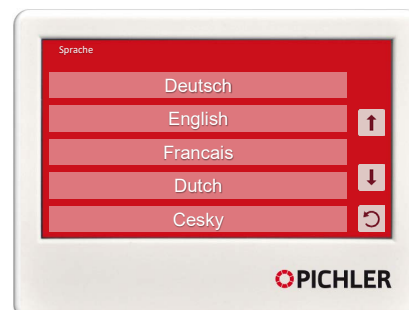 Sprache
Deutsch
English
Francais
Dutch
Cesky
PICHLER